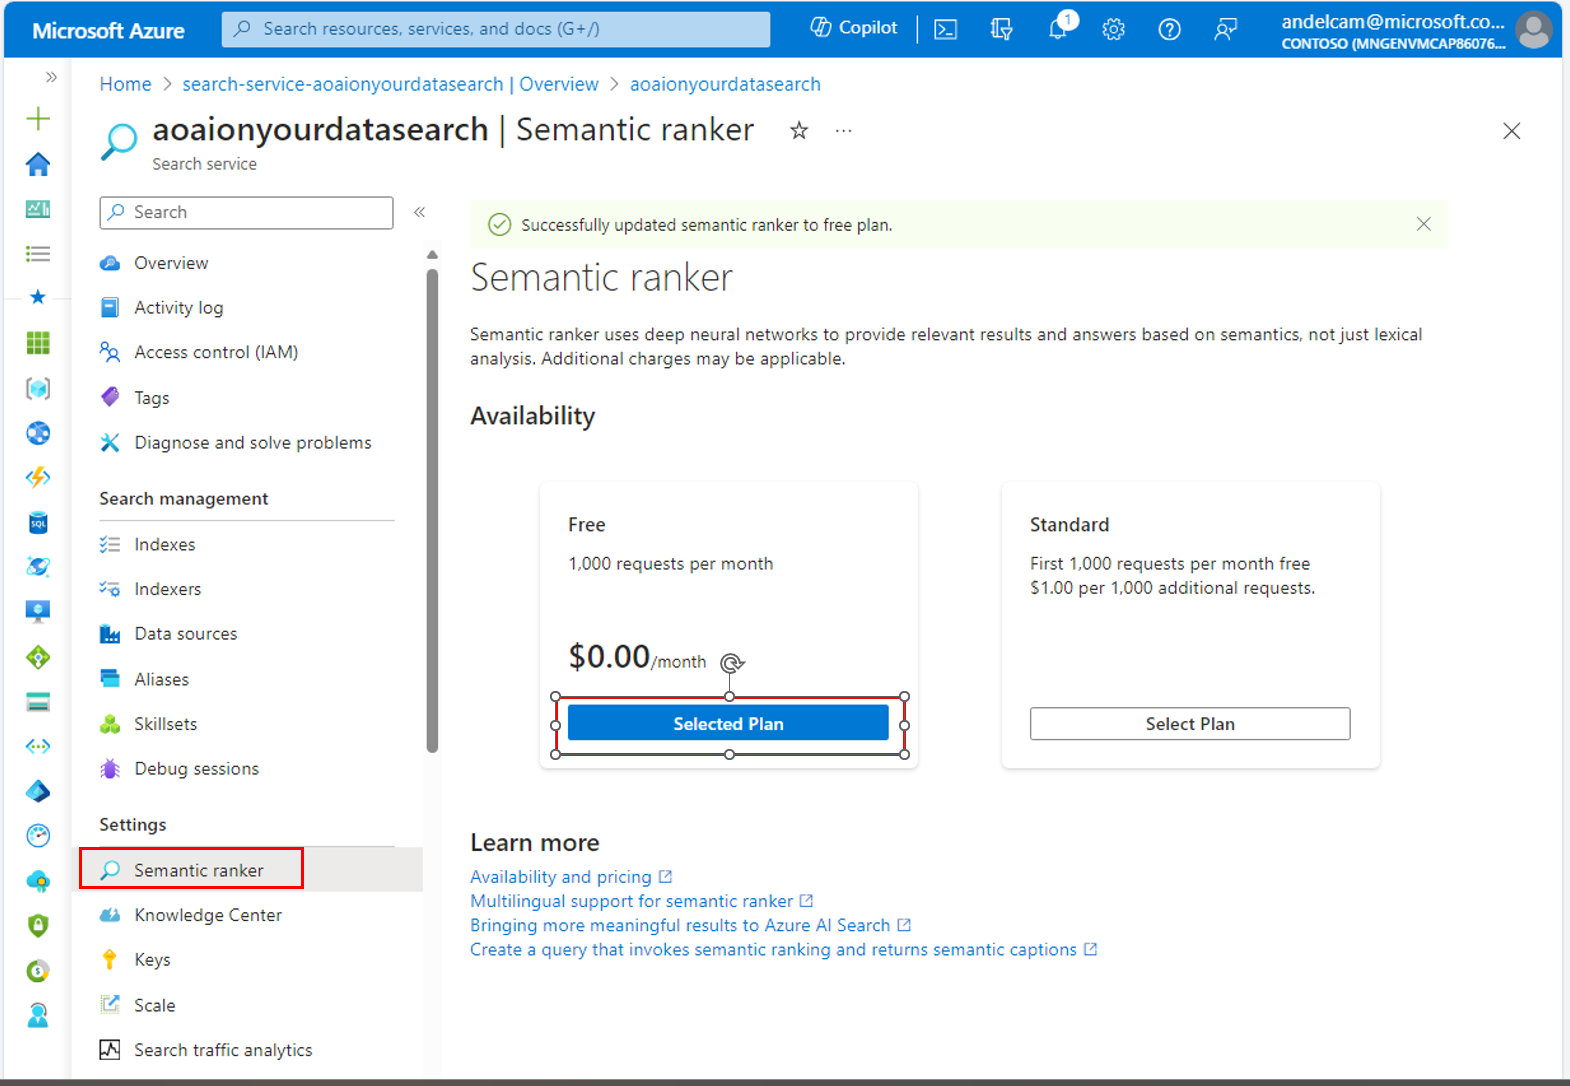 Microsoft Azure
Search resources, services, and docs (G+/)
Copilot
1
andelcam@microsoft.co...
CONTOSO (MNGENVMCAP86076...
Home > search-service-aoaionyourdatasearch | Overview > aoaionyourdatasearch
aoaionyourdatasearch | Semantic ranker
Search service
Search
Overview
Activity log
Access control (IAM)
Tags
Diagnose and solve problems
Search management
Indexes
Indexers
Data sources
Aliases
Skillsets
Debug sessions
Settings
Semantic ranker
Knowledge Center
Keys
Scale
Search traffic analytics
SQL
Successfully updated semantic ranker to free plan.
Semantic ranker
Semantic ranker uses deep neural networks to provide relevant results and answers based on semantics, not just lexical
analysis. Additional charges may be applicable.
Availability
Free
1,000 requests per month
$0.00/month
Selected Plan
Standard
First 1,000 requests per month free
$1.00 per 1,000 additional requests.
Select Plan
Learn more
Availability and pricing
Multilingual support for semantic ranker
Bringing more meaningful results to Azure AI Search
Create a query that invokes semantic ranking and returns semantic captions